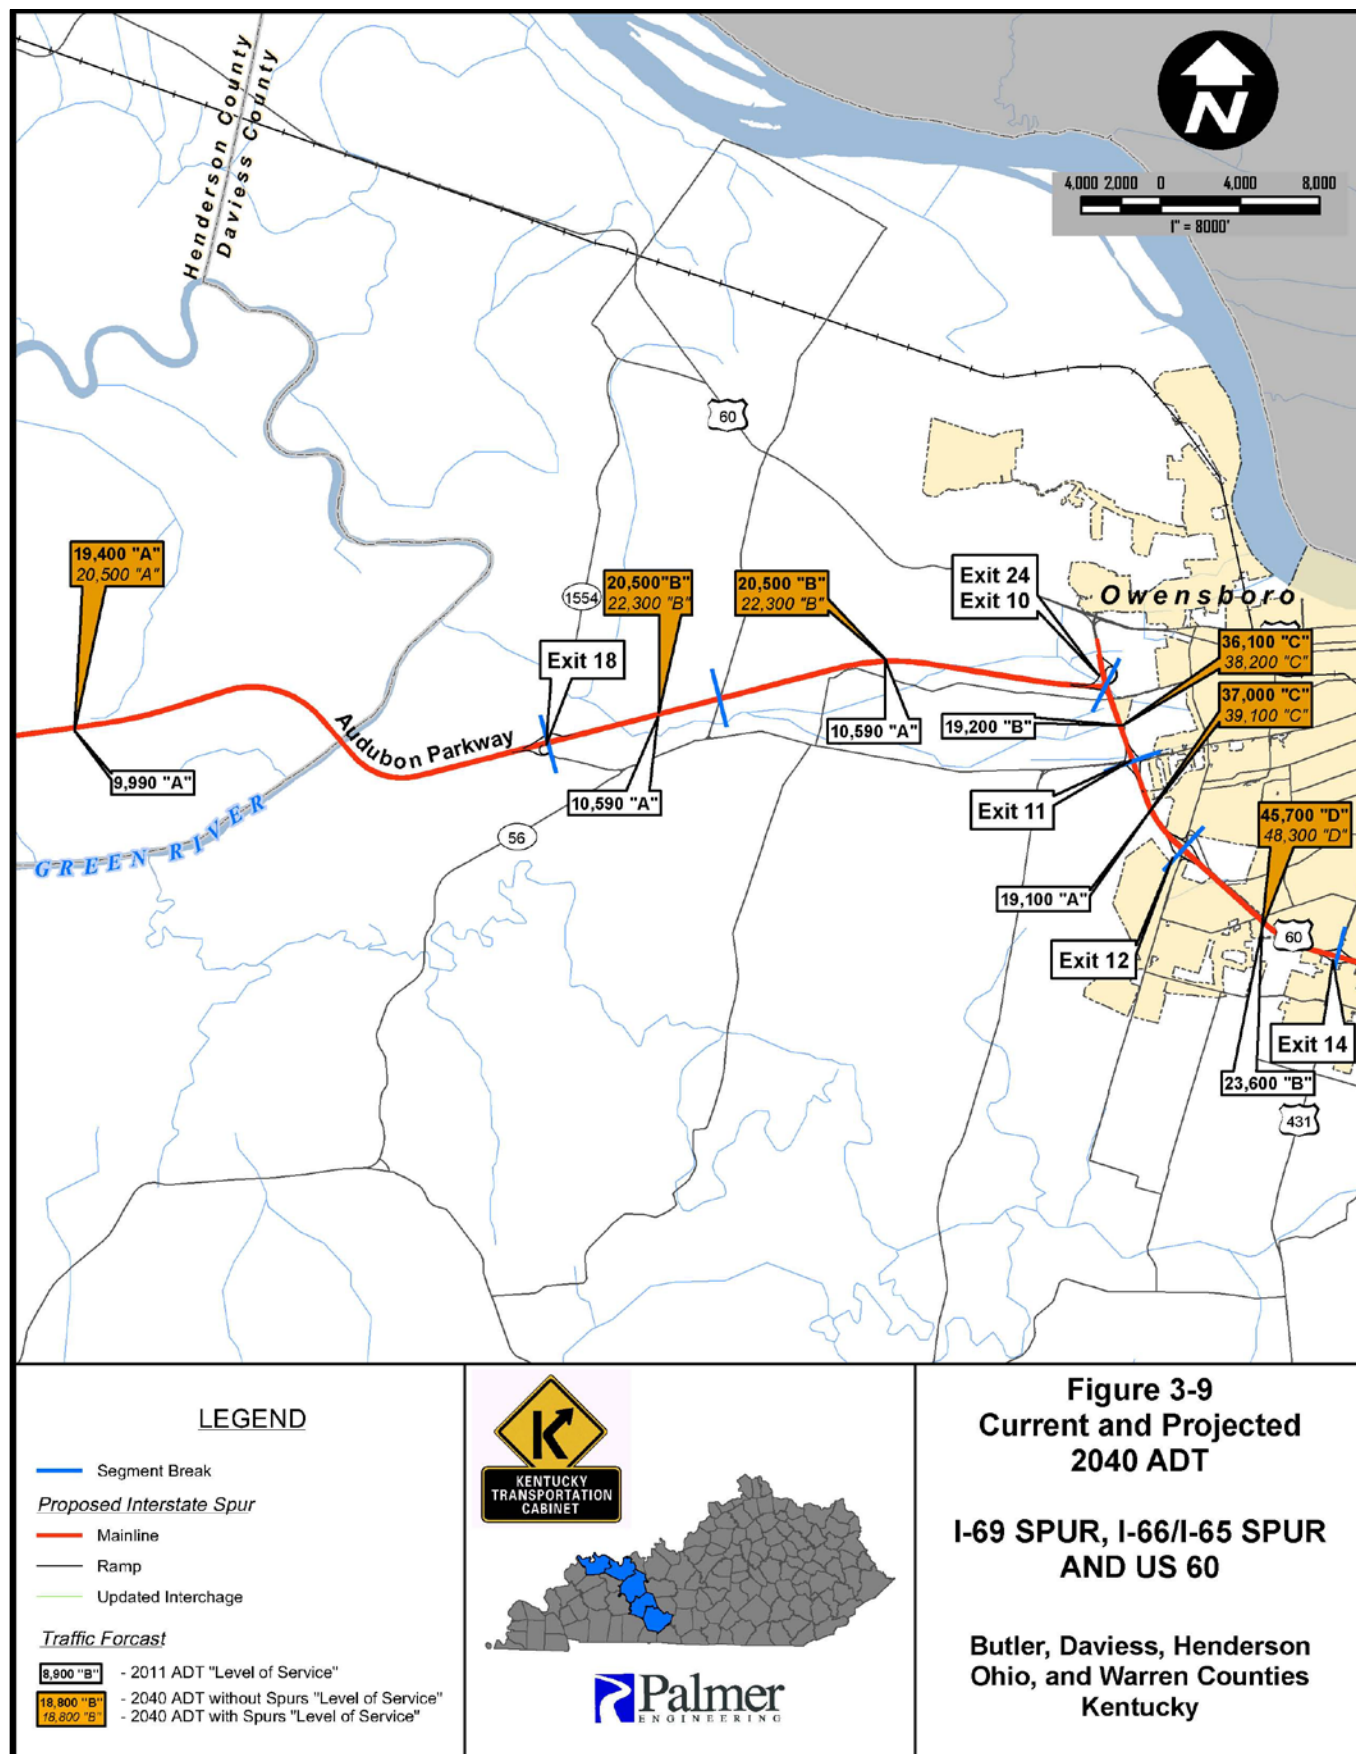 Henderson County
Daviess County
N
4,000 2,000 0 4,000 8,000
1" = 8000'
60
19,400 "A"
20,500 "A"
1554
20,500"B"
22,300 "B"
20,500 "B"
22,300 "B"
Exit 24
Exit 10
Owensboro
36,100 "C"
38,200 "C"
Exit 18
37,000 "C"
39,100 "C"
Audubon Parkway
10,590 "A"
19,200 "B"
9,990 "A"
10,590 "A"
Exit 11
45,700 "D"
48,300 "D"
56
GREEN RIVER
19,100 "A"
60
Exit 12
Exit 14
23,600 "B"
431
LEGEND
Segment Break
Proposed Interstate Spur
Mainline
Ramp
Updated Interchage
Traffic Forcast
8,900 "B" - 2011 ADT "Level of Service"
18,800 "B" - 2040 ADT without Spurs "Level of Service"
18,800 "B" - 2040 ADT with Spurs "Level of Service"
K
KENTUCKY
TRANSPORTATION
CABINET
Palmer
ENGINEERING
Figure 3-9
Current and Projected
2040 ADT
I-69 SPUR, I-66/I-65 SPUR
AND US 60
Butler, Daviess, Henderson
Ohio, and Warren Counties
Kentucky